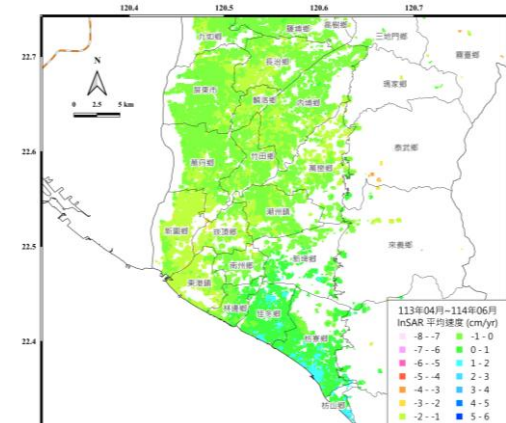 120.4 120.5 120.6 120.7
九如鄉 鹽埔鄉 高樹鄉
三地門鄉
22.7
長治鄉 霧臺鄉
N
屏東市 瑪家鄉
麟洛鄉 內埔鄉
0 2.5 5 km
22.6
萬丹鄉 竹田鄉 泰武鄉
萬巒鄉
潮州鎮
新園鄉 崁頂鄉
22.5
來義鄉
南州鄉 新埤鄉
東港鎮
林邊鄉 佳冬鄉
枋寮鄉
22.4
枋山鄉
113年04月~114年06月
InSAR 平均速度 (cm/yr)
-8 - -7 -1 - 0
-7 - -6 0 - 1
-6 - -5 1 - 2
-5 - -4 2 - 3
-4 - -3 3 - 4
-3 - -2 4 - 5
-2 - -1 5 - 6